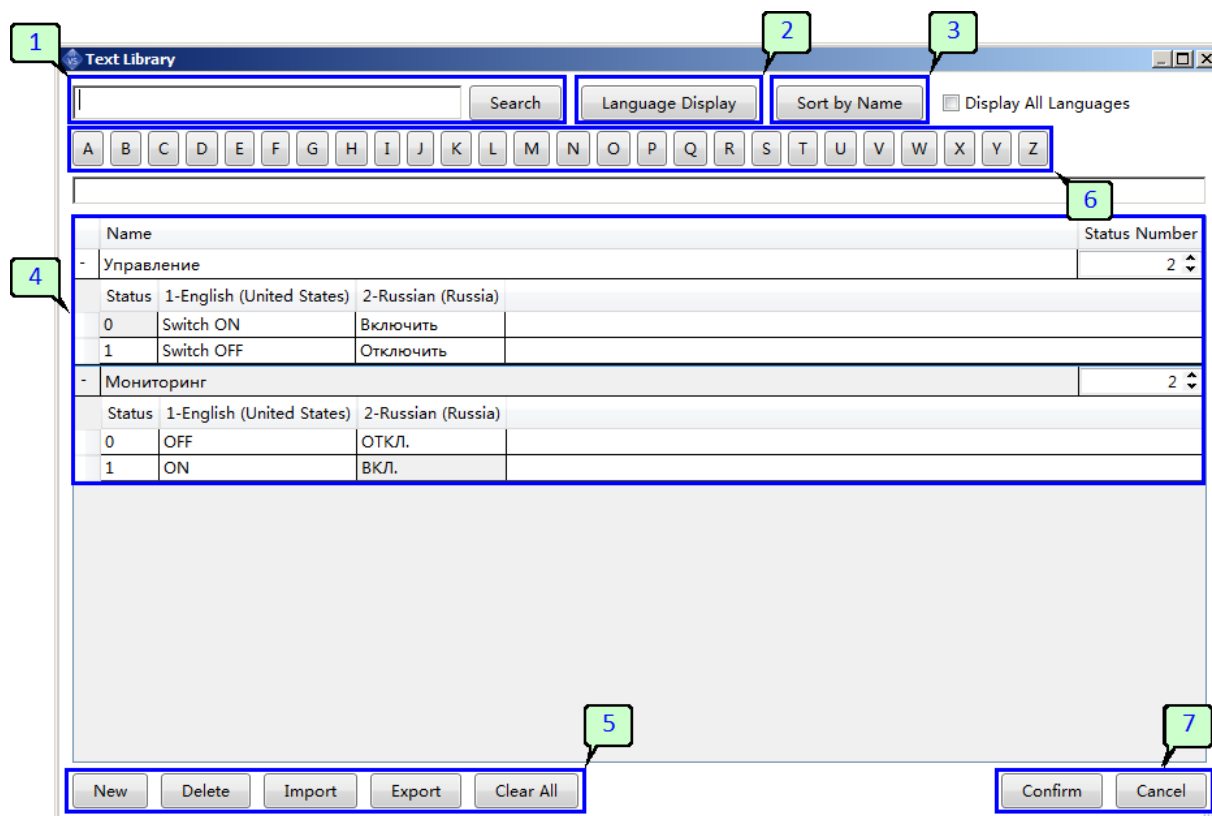 1
2
3
Text Library
Search
Language Display
Sort by Name
Display All Languages
A B C D E F G H I J K L M N O P Q R S T U V W X Y Z
6
Name Status Number
4
- Управление 2
Status 1-English (United States) 2-Russian (Russia)
0 Switch ON Включить
1 Switch OFF Отключить
- Мониторинг 2
Status 1-English (United States) 2-Russian (Russia)
0 OFF ОТКЛ.
1 ON ВКЛ.
5
7
New Delete Import Export Clear All Confirm Cancel